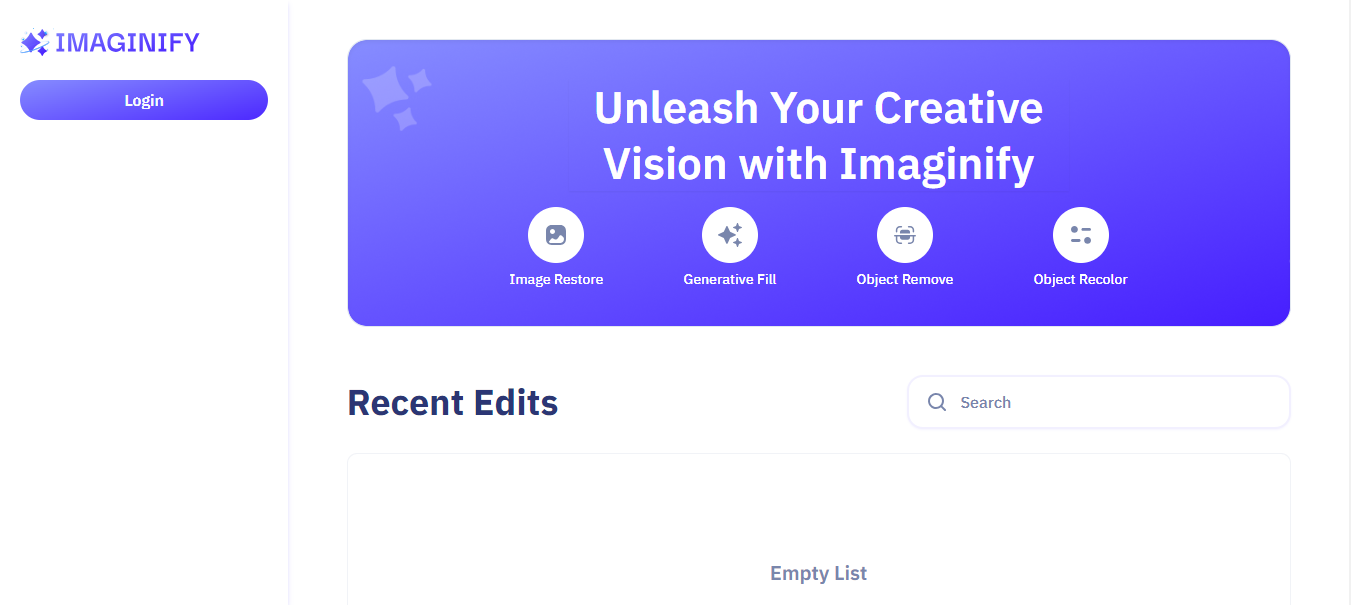 IMAGINIFY
Login
Unleash Your Creative
Vision with Imaginify
Image Restore
Generative Fill
Object Remove
Object Recolor
Recent Edits
Search
Empty List